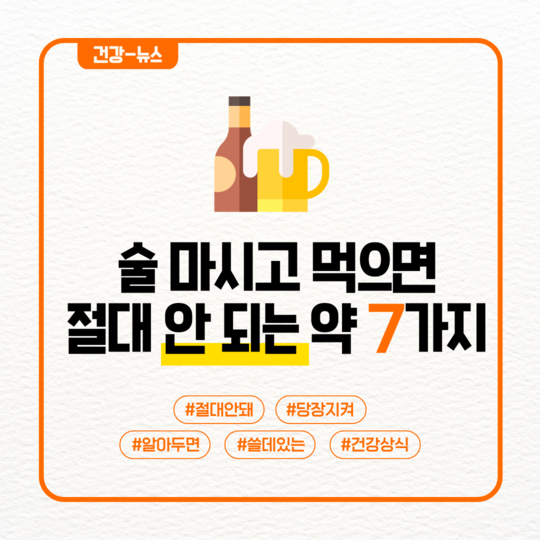 건강-뉴스
술 마시고 먹으면
절대 안 되는 약 7가지
#절대안돼 #당장지켜
#알아두면 #쓸데있는 #건강상식